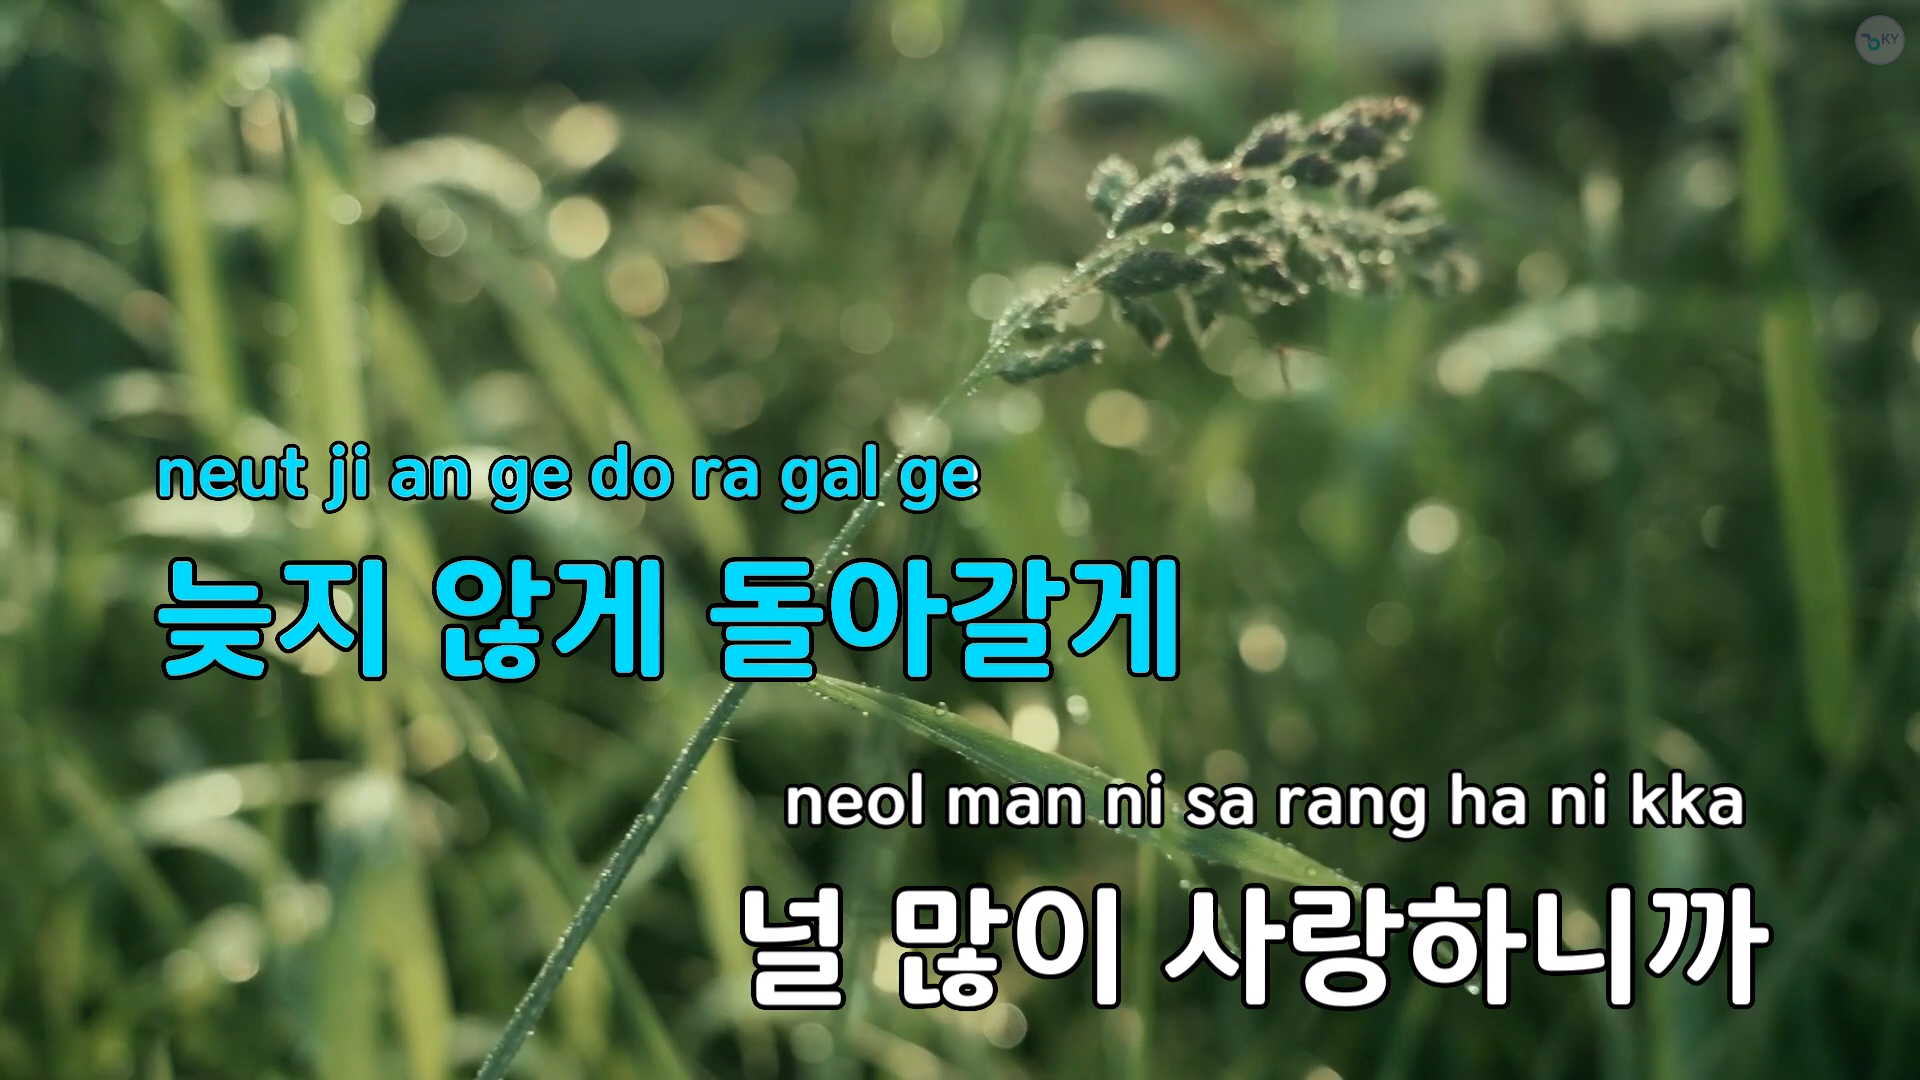 KY
neut ji an ge do ra gal ge
늦지 않게 돌아갈게
neol man ni sa rang ha ni kka
널 많이 사랑하니까